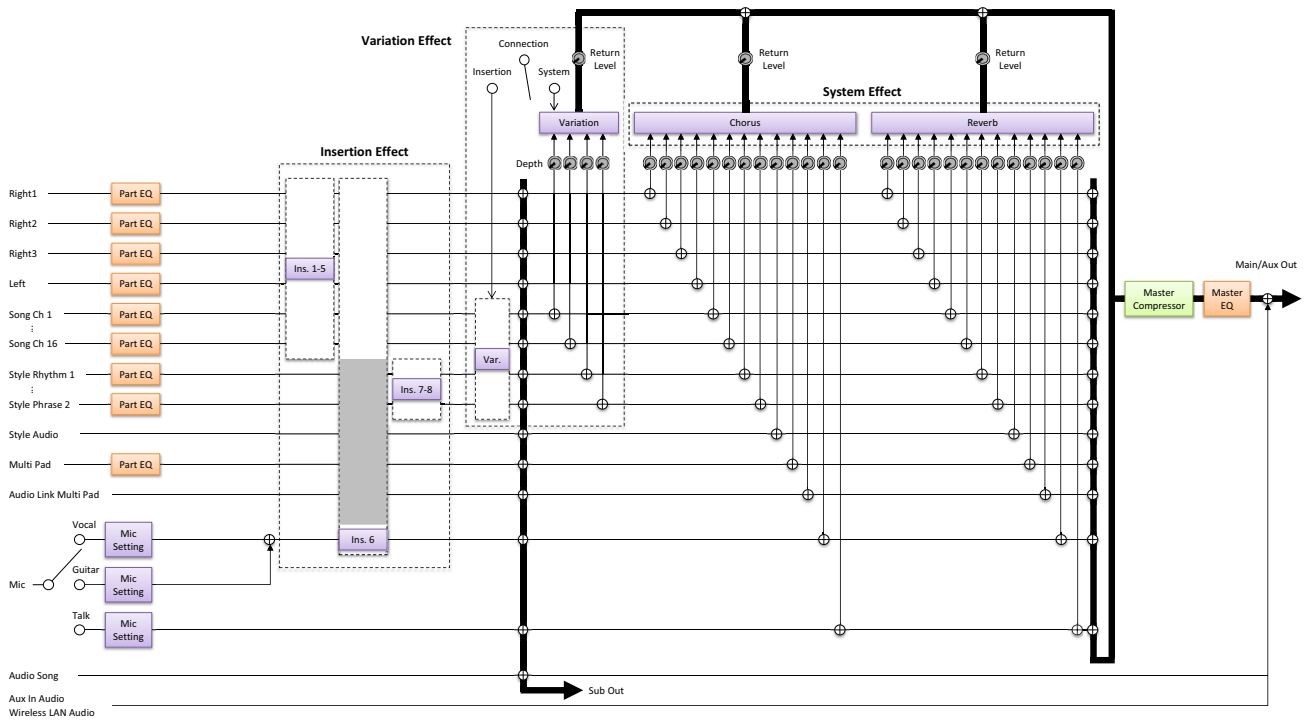 Variation Effect
Connection
Insertion
System
Return
Level
Return
Level
Return
Level
System Effect
Variation
Chorus
Reverb
Insertion Effect
Depth
Right1
Part EQ
Right2
Part EQ
Right3
Part EQ
Ins. 1-5
Left
Part EQ
Main/Aux Out
Master
Compressor
Master
EQ
Song Ch 1
Part EQ
⋮
Song Ch 16
Part EQ
Var.
Style Rhythm 1
Part EQ
⋮
Ins. 7-8
Style Phrase 2
Part EQ
Style Audio
Multi Pad
Part EQ
Audio Link Multi Pad
Vocal
Mic
Setting
Ins. 6
Mic
Guitar
Mic
Setting
Talk
Mic
Setting
Audio Song
Sub Out
Aux In Audio
Wireless LAN Audio